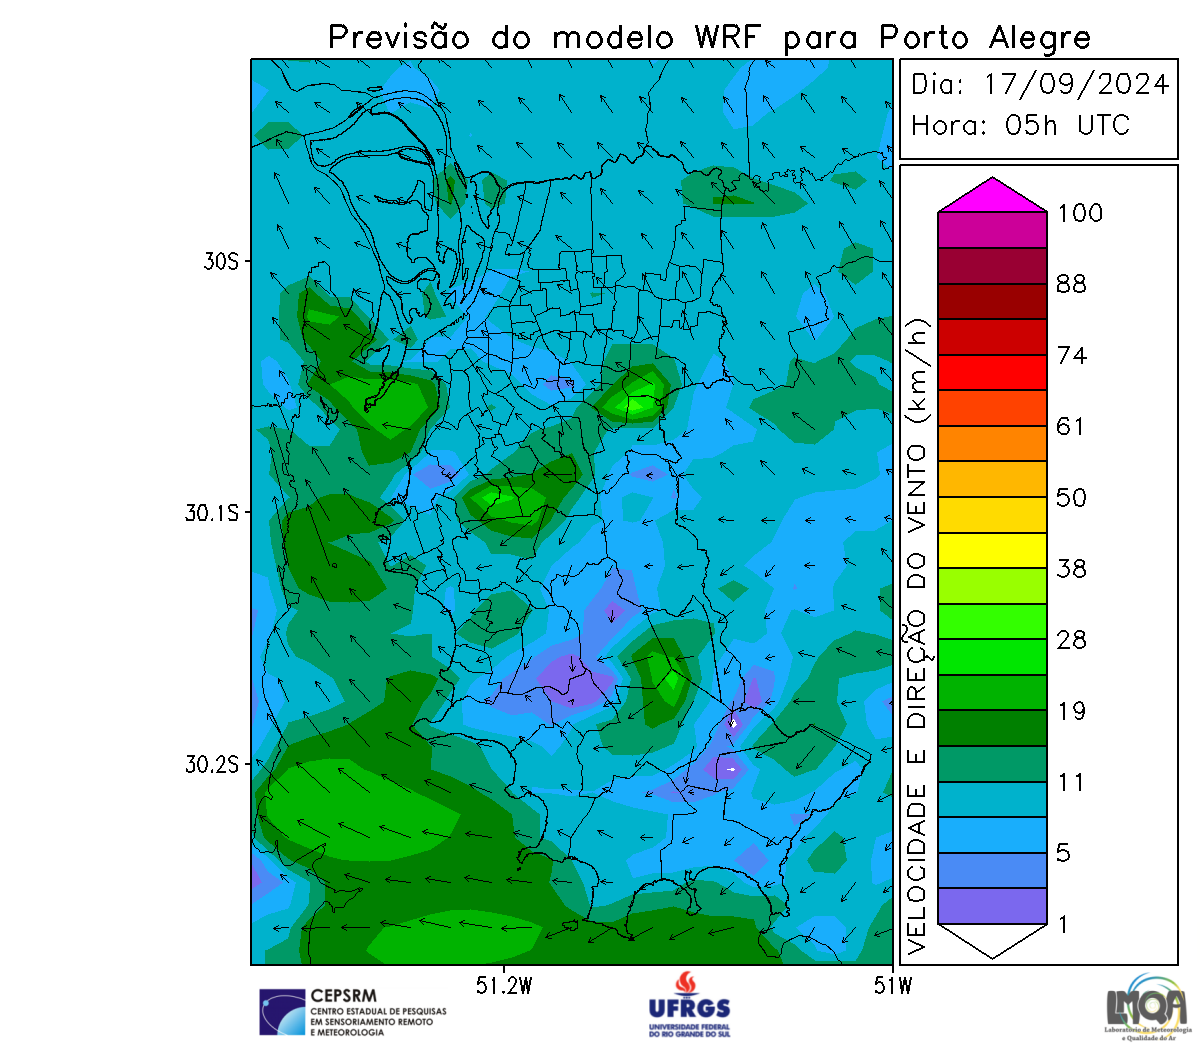 Previsão do modelo WRF para Porto Alegre
Dia: 17/09/2024
Hora: 05h UTC
30S
30.1S
30.2S
51.2W
51W
VELOCIDADE E DIREÇÃO DO VENTO (km/h)
100
88
74
61
50
38
28
19
11
5
1
CEPSRM
CENTRO ESTADUAL DE PESQUISAS
EM SENSORIAMENTO REMOTO
E METEOROLOGIA
UFRGS
UNIVERSIDADE FEDERAL
DO RIO GRANDE DO SUL
LMQA
Laboratório de Meteorologia
e Qualidade do Ar